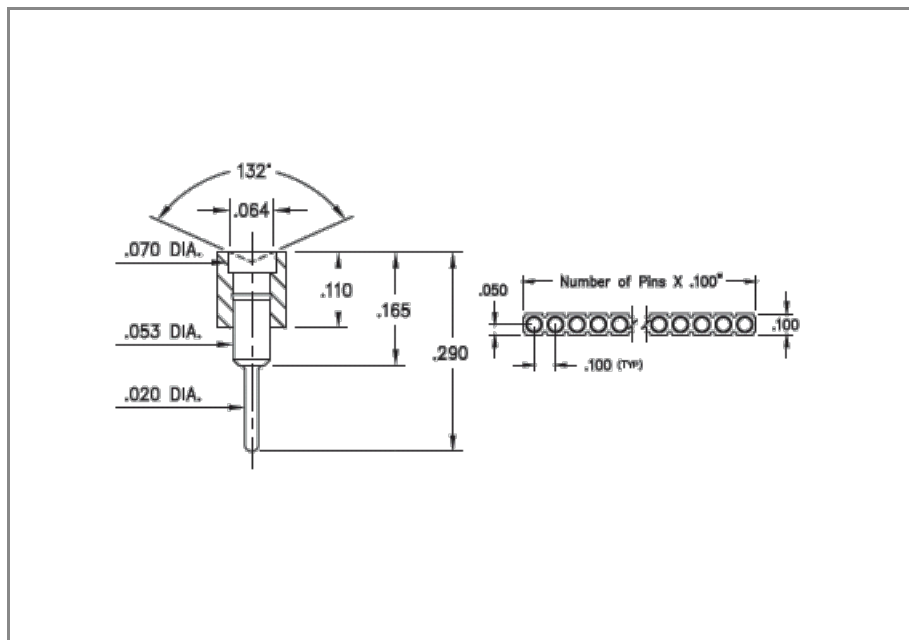 132°
.064
.070 DIA.
.110
.165
.053 DIA.
.290
.020 DIA.
Number of Pins X .100"
.050
.100
.100 (TYP)